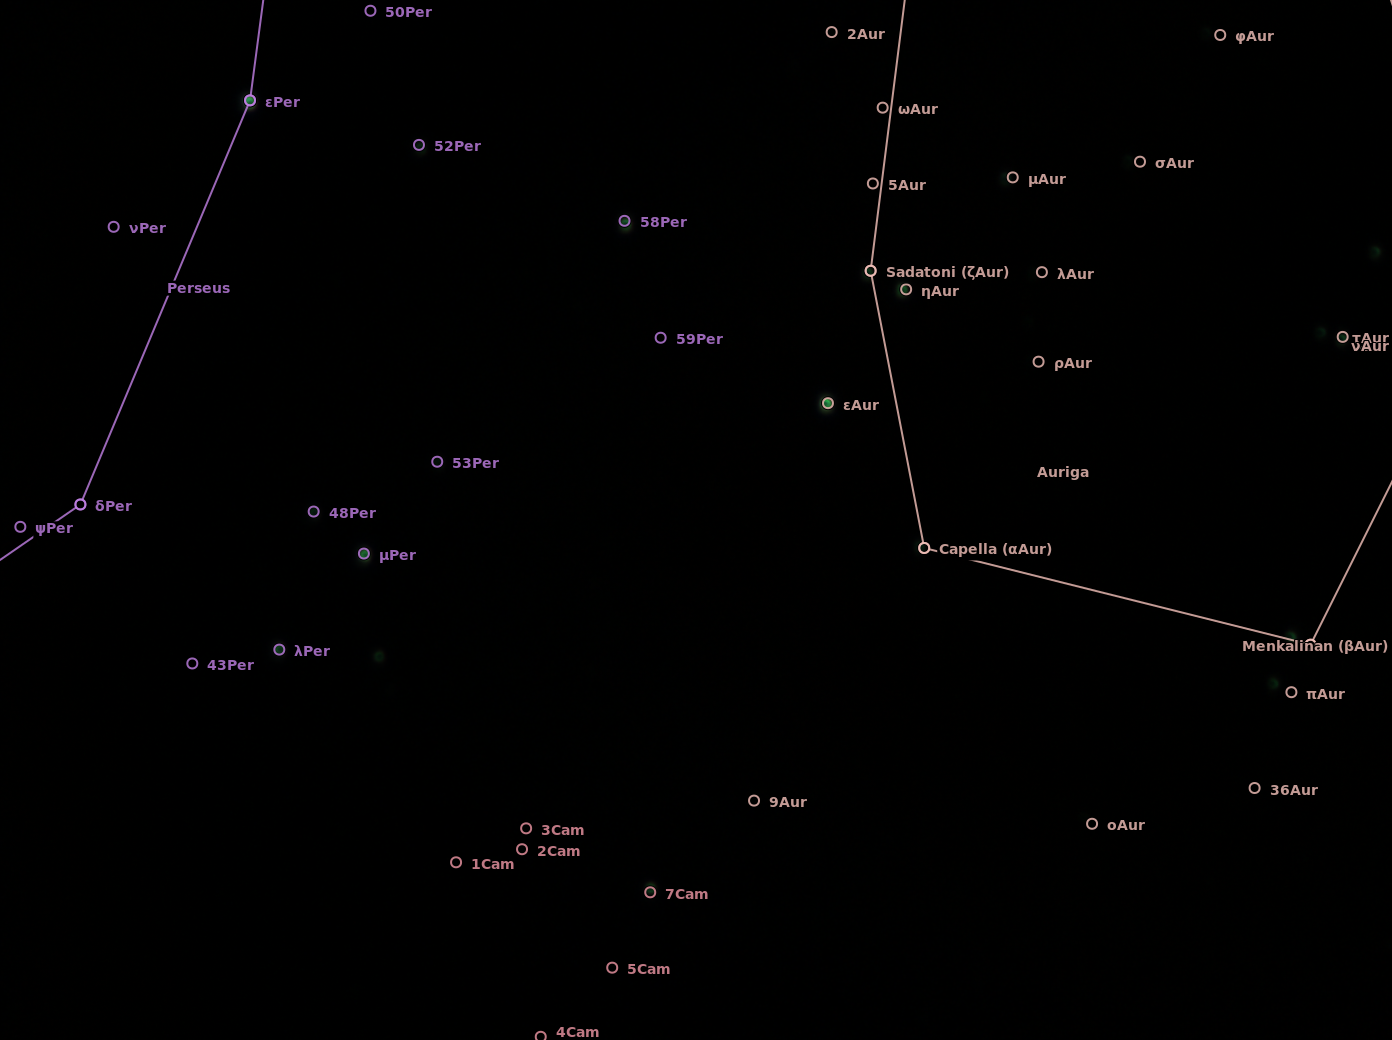 50Per
2Aur
φAur
εPer
ωAur
52Per
σAur
μAur
5Aur
58Per
νPer
Sadatoni (ζAur)
λAur
Perseus
ηAur
59Per
τAur
νAur
ρAur
εAur
53Per
Auriga
δPer
48Per
ψPer
Capella (αAur)
μPer
Menkalinan (βAur)
λPer
43Per
πAur
36Aur
9Aur
οAur
3Cam
2Cam
1Cam
7Cam
5Cam
4Cam